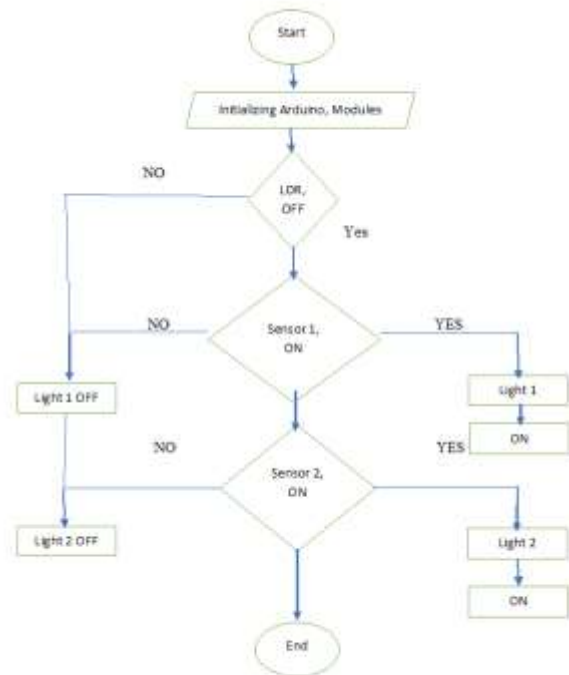 Start
Initializing Arduino, Modules
NO
LDR,
OFF
Yes
NO
Sensor 1,
ON
YES
Light 1 OFF
Light 1
ON
NO
Sensor 2,
ON
YES
Light 2 OFF
Light 2
ON
End